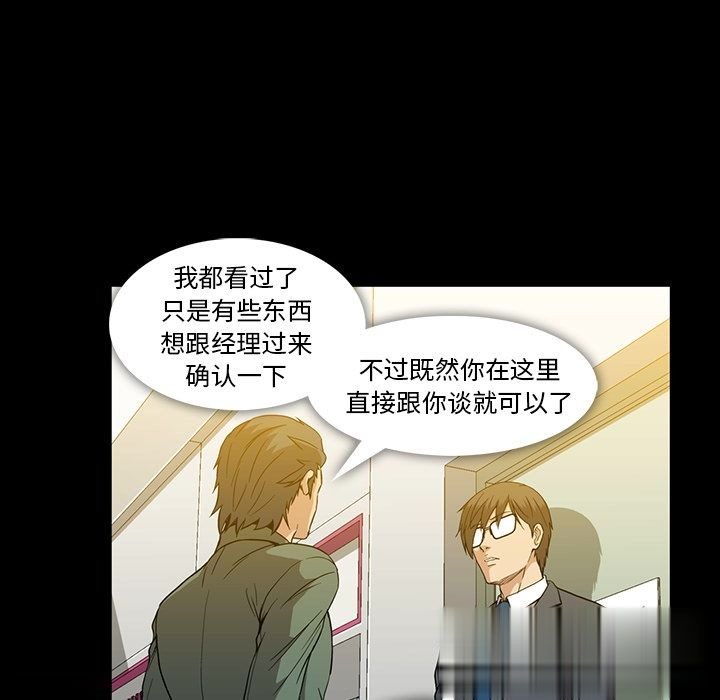 我都看过了
只是有些东西
想跟经理过来
确认一下
不过既然你在这里
直接跟你谈就可以了